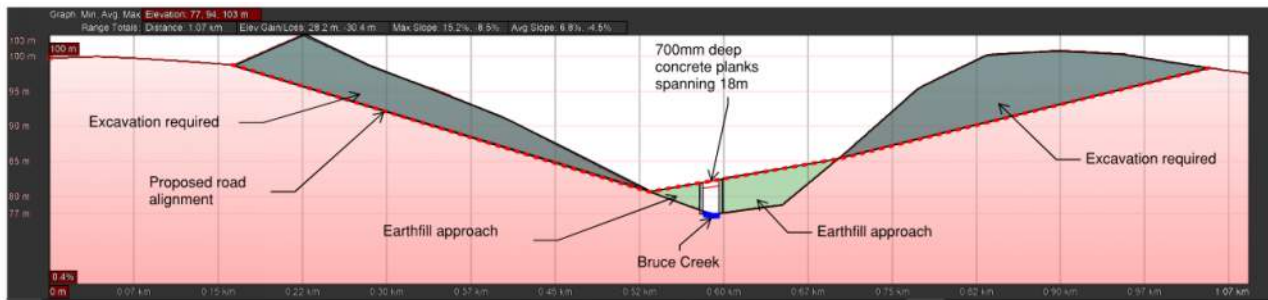 Graph: Min, Avg, Max Elevation: 77, 94, 103 m
Range Totals: Distance: 1.07 km Elev Gain/Loss: 28.2 m, -30.4 m Max Slope: 15.2%, -8.5% Avg Slope: 6.8%, -4.5%
103 m
100 m
100 m
95 m
90 m
85 m
80 m
77 m
700mm deep
concrete planks
spanning 18m
Excavation required
Proposed road
alignment
Earthfill approach
Bruce Creek
Earthfill approach
Excavation required
0.4%
0 m
0.07 km
0.15 km
0.22 km
0.30 km
0.37 km
0.45 km
0.52 km
0.60 km
0.67 km
0.75 km
0.82 km
0.90 km
0.97 km
1.07 km